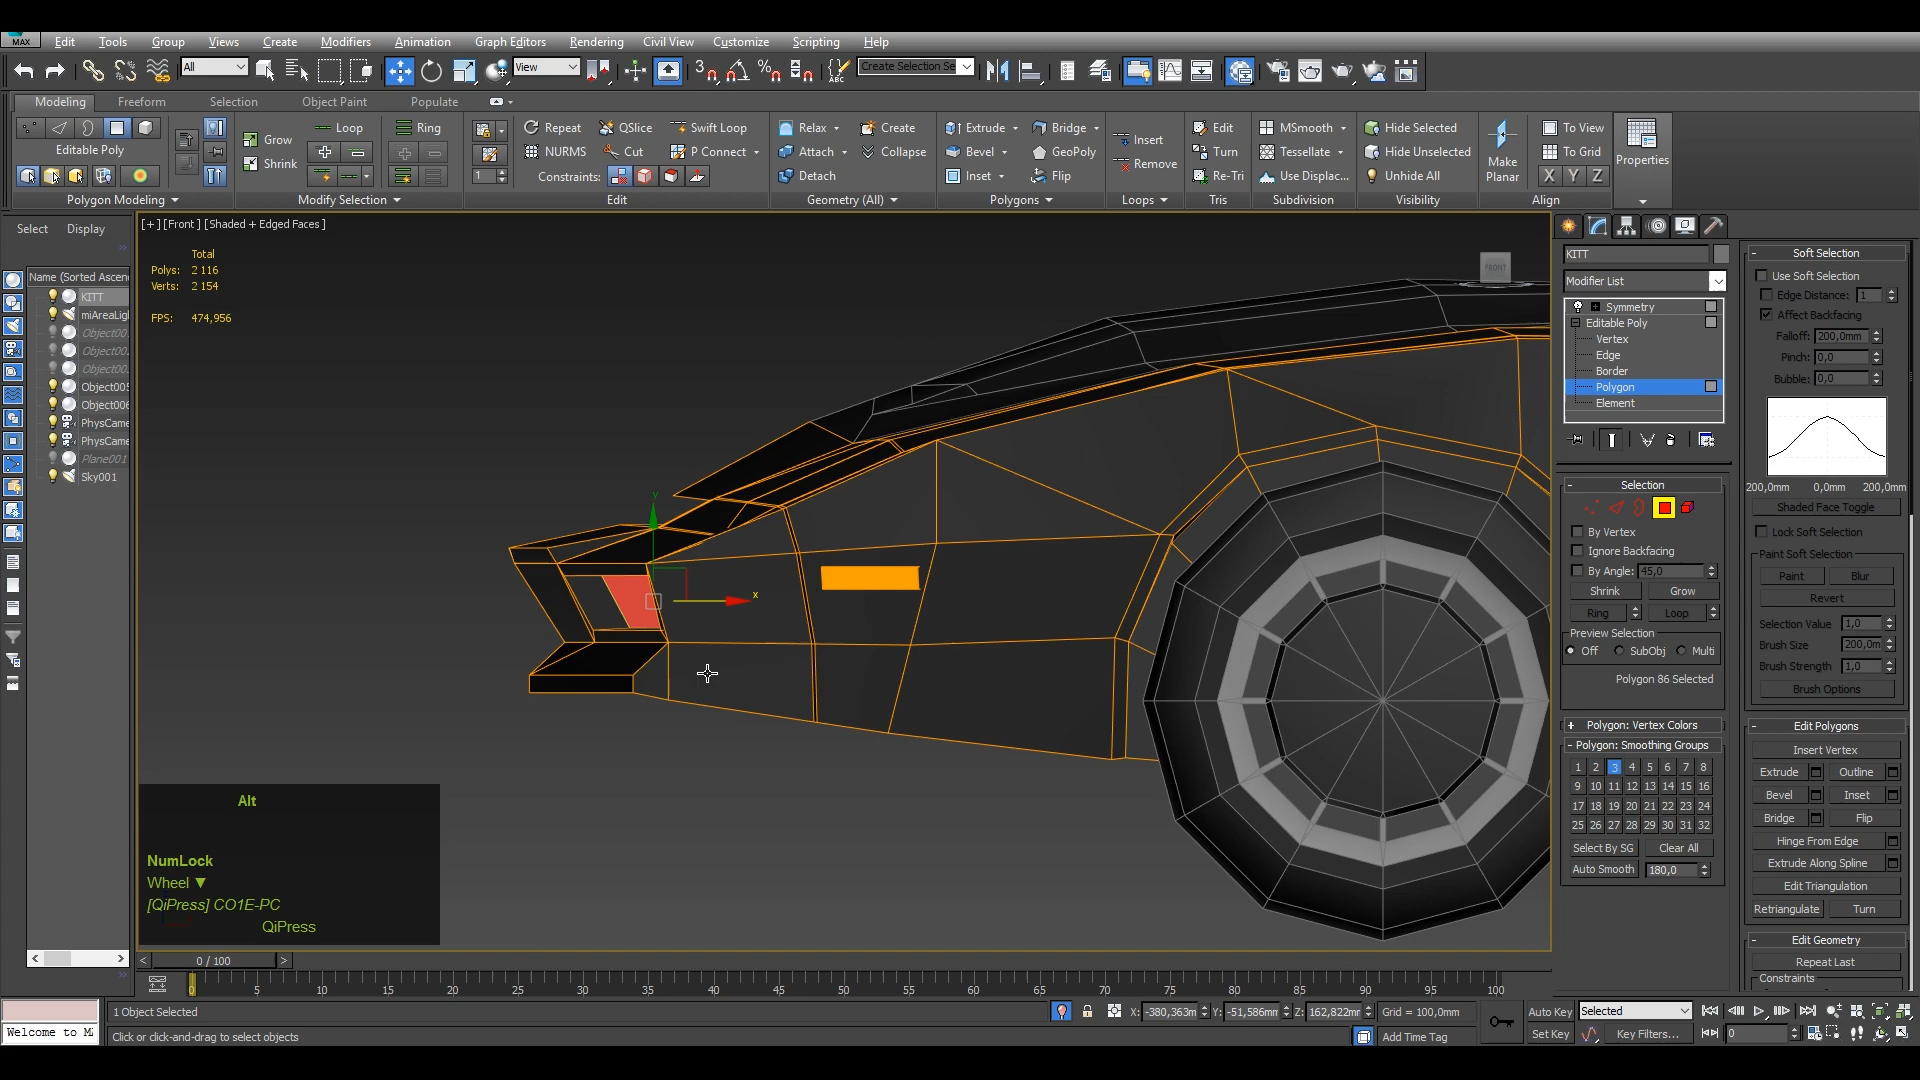 MAX
Edit Tools Group Views Create Modifiers Animation Graph Editors Rendering Civil View Customize Scripting Help
All View Create Selection Se
Modeling Freeform Selection Object Paint Populate
Loop Ring Repeat QSlice Swift Loop Relax Create Extrude Bridge Edit MSmooth Hide Selected To View
Editable Poly Grow Insert
NURMS Cut P Connect Attach Collapse Bevel GeoPoly Turn Tessellate Hide Unselected To Grid Properties
Shrink Remove Make Planar
1 Constraints: Detach Inset Flip Re-Tri Use Displac... Unhide All X Y Z
Polygon Modeling Modify Selection Edit Geometry (All) Polygons Loops Tris Subdivision Visibility Align
Select Display
Name (Sorted Ascen
KITT
miAreaLig
Object00
Object00
Object00
Object005
Object006
PhysCame
PhysCame
Plane001
Sky001
[+] [Front] [Shaded + Edged Faces]
Total
Polys: 2 116
Verts: 2 154
FPS: 474,956
FRONT
y
x
Alt
NumLock
Wheel ▼
[QiPress] CO1E-PC
QiPress
KITT
Modifier List
Symmetry
Editable Poly
Vertex
Edge
Border
Polygon
Element
- Selection
By Vertex
Ignore Backfacing
By Angle: 45,0
Shrink Grow
Ring Loop
Preview Selection
Off SubObj Multi
Polygon 86 Selected
+ Polygon: Vertex Colors
- Polygon: Smoothing Groups
1 2 3 4 5 6 7 8
9 10 11 12 13 14 15 16
17 18 19 20 21 22 23 24
25 26 27 28 29 30 31 32
Select By SG Clear All
Auto Smooth 180,0
- Soft Selection
Use Soft Selection
Edge Distance: 1
Affect Backfacing
Falloff: 200,0mm
Pinch: 0,0
Bubble: 0,0
200,0mm 0,0mm 200,0mm
Shaded Face Toggle
Lock Soft Selection
Paint Soft Selection
Paint Blur
Revert
Selection Value 1,0
Brush Size 200,0m
Brush Strength 1,0
Brush Options
- Edit Polygons
Insert Vertex
Extrude Outline
Bevel Inset
Bridge Flip
Hinge From Edge
Extrude Along Spline
Edit Triangulation
Retriangulate Turn
- Edit Geometry
Repeat Last
Constraints
< 0 / 100 >
0 5 10 15 20 25 30 35 40 45 50 55 60 65 70 75 80 85 90 95 100
1 Object Selected X: -380,363m Y: -51,586mm Z: 162,822mr Grid = 100,0mm Auto Key Selected
Welcome to M Click or click-and-drag to select objects Add Time Tag Set Key Key Filters... 0